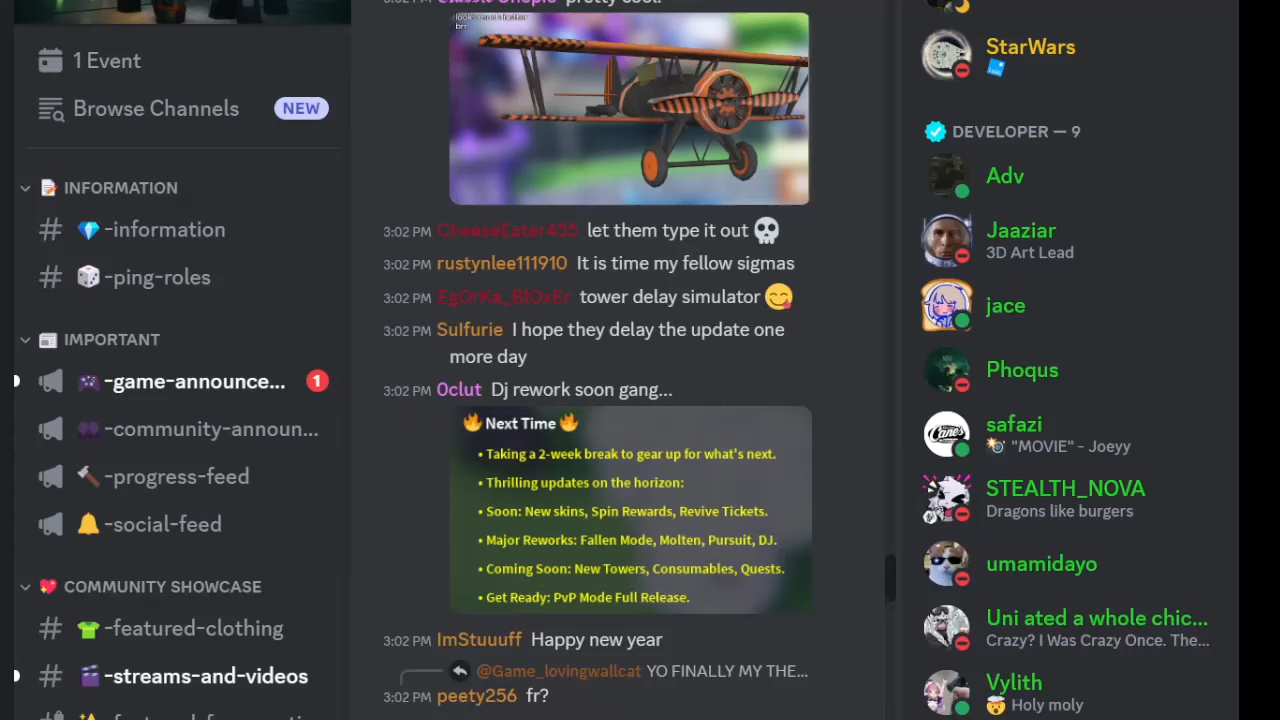 1 Event
Browse Channels NEW
INFORMATION
-information
-ping-roles
IMPORTANT
-game-announce... 1
-community-announ...
-progress-feed
-social-feed
COMMUNITY SHOWCASE
-featured-clothing
-streams-and-videos
3:02 PM CheeseEater455 let them type it out 💀
3:02 PM rustynlee111910 It is time my fellow sigmas
3:02 PM EgOrKa_BlOxEr tower delay simulator 😋
3:02 PM Sulfurie I hope they delay the update one
more day
3:02 PM 0clut Dj rework soon gang...
🔥 Next Time 🔥
• Taking a 2-week break to gear up for what's next.
• Thrilling updates on the horizon:
• Soon: New skins, Spin Rewards, Revive Tickets.
• Major Reworks: Fallen Mode, Molten, Pursuit, DJ.
• Coming Soon: New Towers, Consumables, Quests.
• Get Ready: PvP Mode Full Release.
3:02 PM ImStuuuff Happy new year
@Game_lovingwallcat YO FINALLY MY THE...
3:02 PM peety256 fr?
StarWars
DEVELOPER — 9
Adv
Jaaziar
3D Art Lead
jace
Phoqus
safazi
"MOVIE" - Joeyy
STEALTH_NOVA
Dragons like burgers
umamidayo
Uni ated a whole chic...
Crazy? I Was Crazy Once. The...
Vylith
🤯 Holy moly